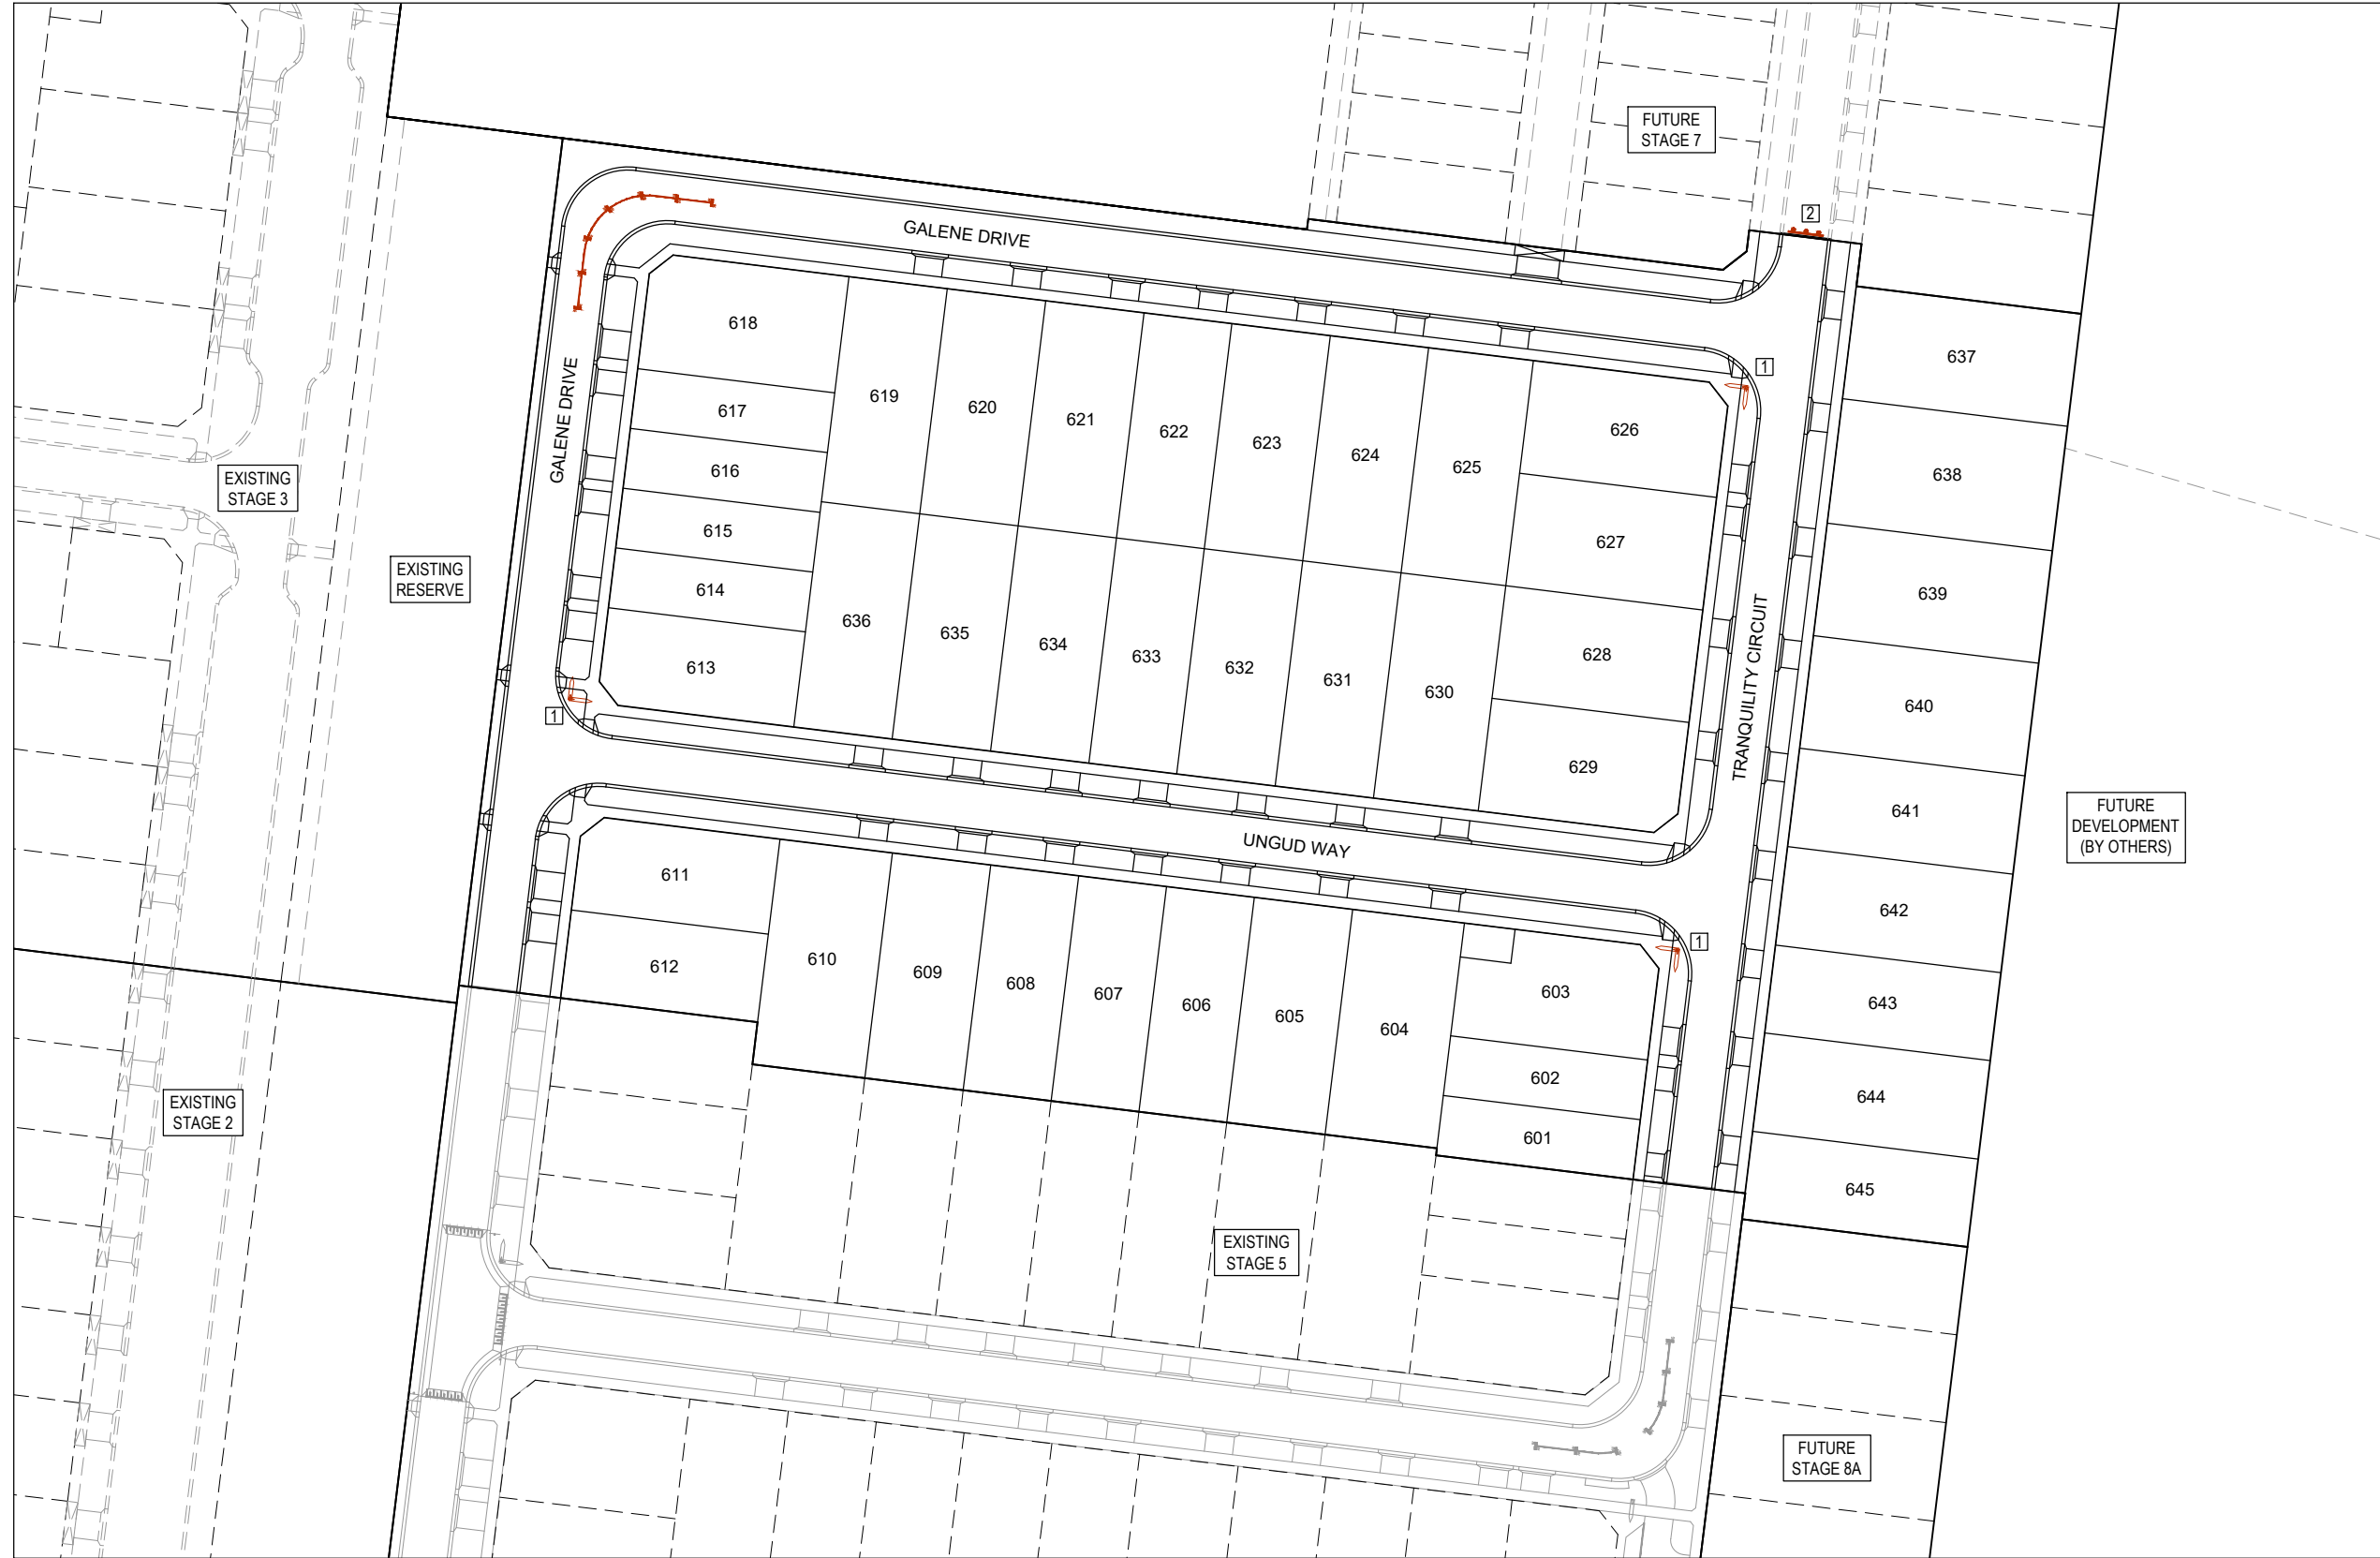 FUTURE
STAGE 7
2
GALENE DRIVE
1
618
637
617
619
620
621
622
623
624
625
626
GALENE DRIVE
616
638
EXISTING
STAGE 3
615
627
EXISTING
RESERVE
614
639
636
635
634
633
632
631
630
628
TRANQUILITY CIRCUIT
613
640
1
629
641
UNGUD WAY
FUTURE
DEVELOPMENT
(BY OTHERS)
611
642
1
612
610
609
608
607
606
605
604
603
643
602
644
EXISTING
STAGE 2
601
645
EXISTING
STAGE 5
FUTURE
STAGE 8A